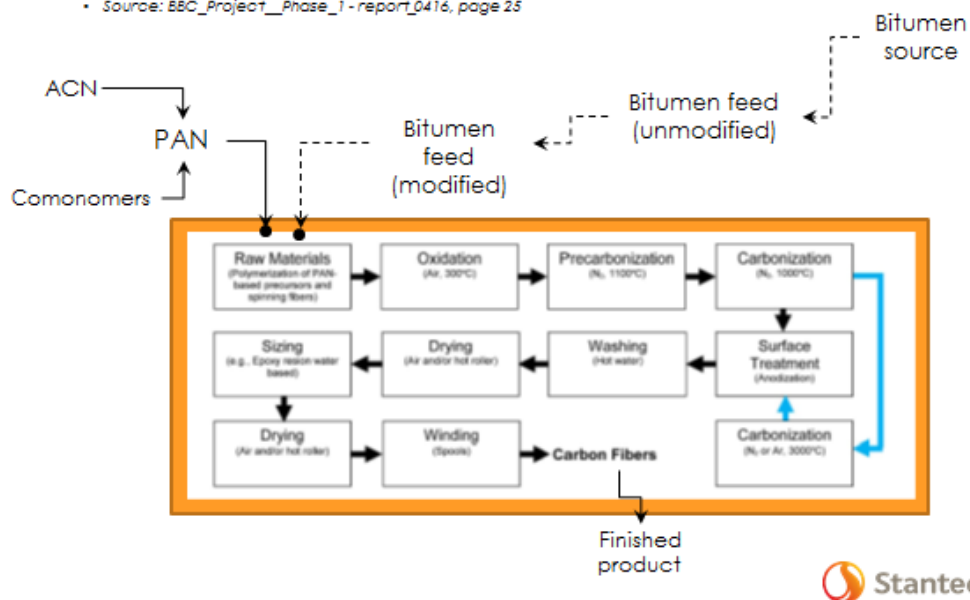 • Source: BBC_Project__Phase_1 - report_0416, page 25
Bitumen
source
ACN
Bitumen feed
(unmodified)
PAN
Bitumen
feed
(modified)
Comonomers
Raw Materials
(Polymerization of PAN-
based precursors and
spinning fibers)
Oxidation
(Air, 300°C)
Precarbonization
(N₂, 1100°C)
Carbonization
(N₂, 1000°C)
Sizing
(e.g., Epoxy resion water
based)
Drying
(Air and/or hot roller)
Washing
(Hot water)
Surface
Treatment
(Anodization)
Drying
(Air and/or hot roller)
Winding
(Spools)
Carbon Fibers
Carbonization
(N₂ or Ar, 3000°C)
Finished
product
Stantec